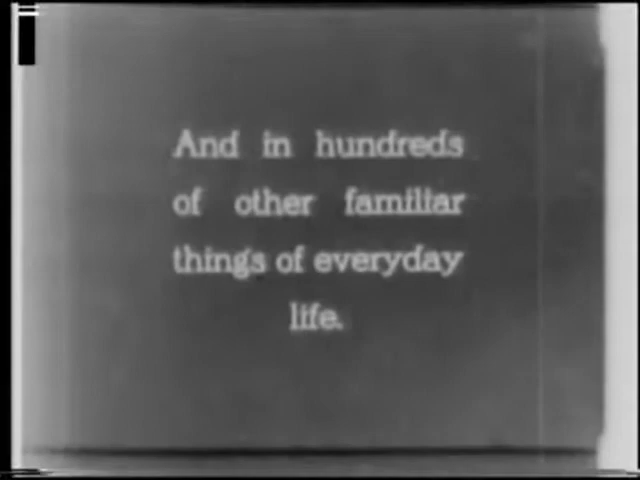 And in hundreds
of other familiar
things of everyday
life.